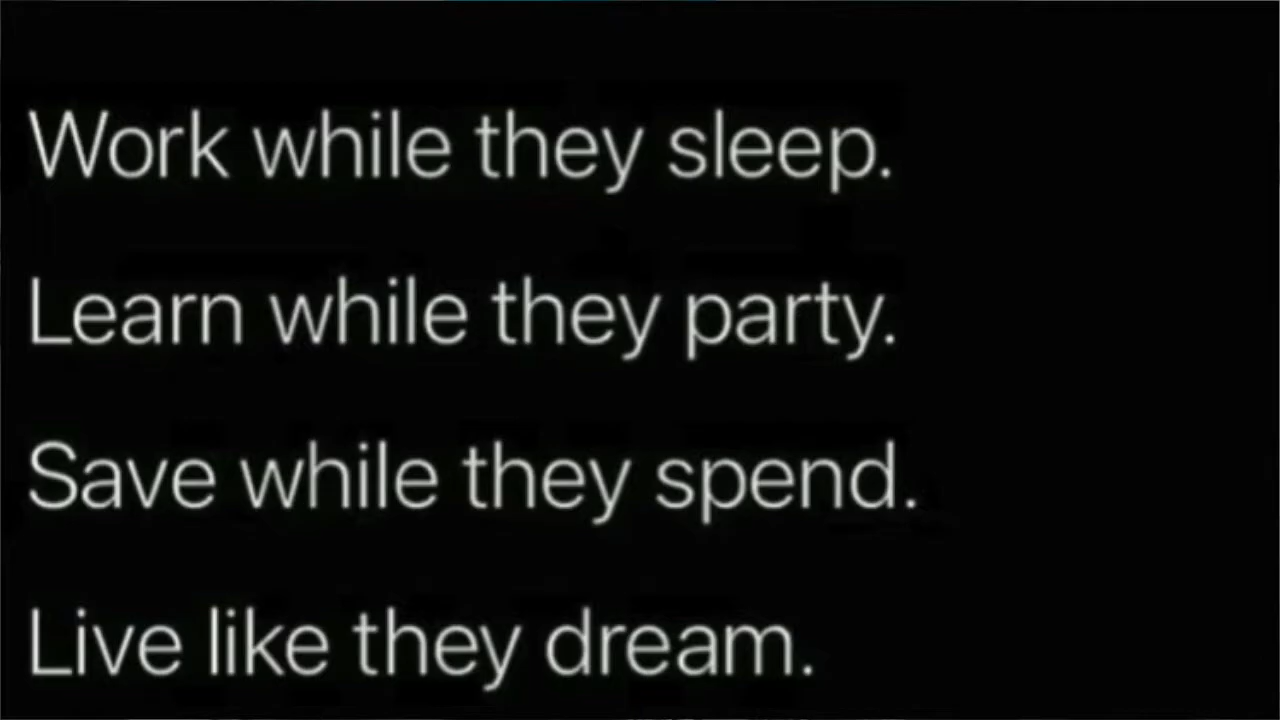 Work while they sleep.
Learn while they party.
Save while they spend.
Live like they dream.